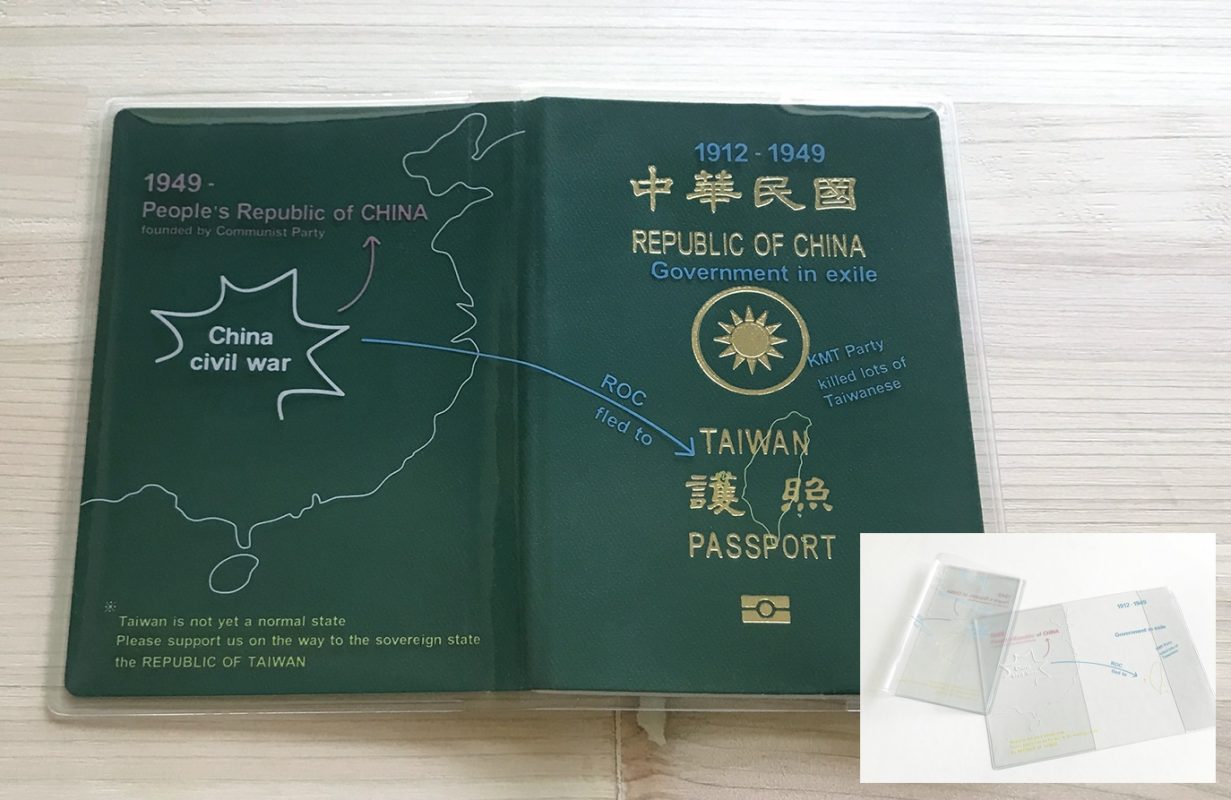 1949 -
People's Republic of CHINA
founded by Communist Party
China
civil war
※
Taiwan is not yet a normal state
Please support us on the way to the sovereign state
the REPUBLIC OF TAIWAN
1912 - 1949
中華民國
REPUBLIC OF CHINA
Government in exile
KMT Party
killed lots of
Taiwanese
ROC
fled to
TAIWAN
護照
PASSPORT
1912 - 1949
Government in exile
ROC
fled to